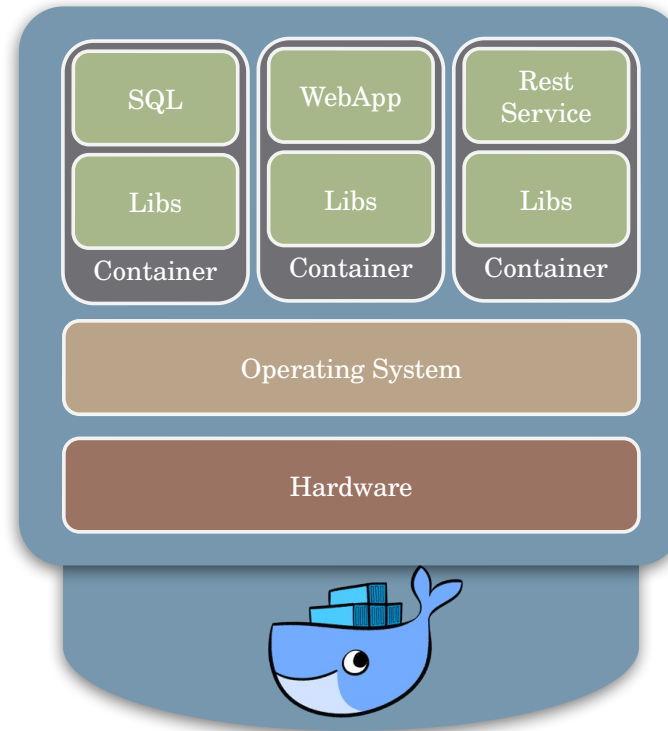 SQL
WebApp
Rest
Service
Libs
Libs
Libs
Container
Container
Container
Operating System
Hardware